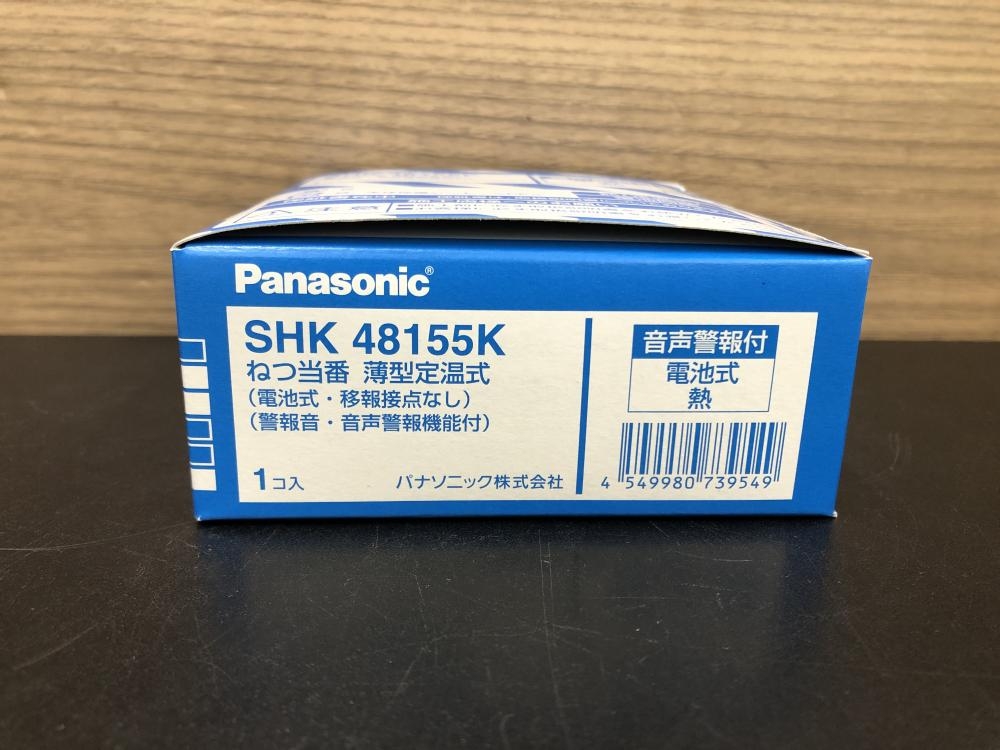 Panasonic®
SHK 48155K
ねつ当番 薄型定温式
(電池式・移報接点なし)
(警報音・音声警報機能付)
1コ入
パナソニック株式会社
音声警報付
電池式
熱
4 549980 739549